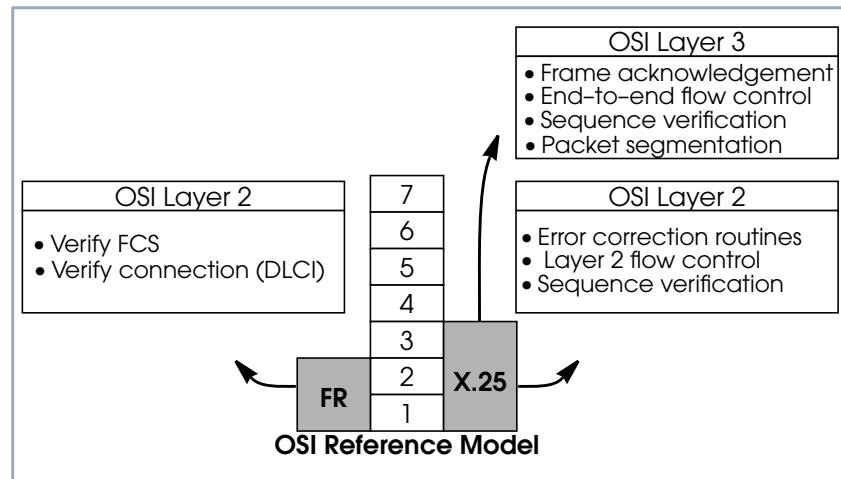 OSI Layer 3
• Frame acknowledgement
• End-to-end flow control
• Sequence verification
• Packet segmentation
OSI Layer 2
• Verify FCS
• Verify connection (DLCI)
7
6
5
4
3
2
1
OSI Layer 2
• Error correction routines
• Layer 2 flow control
• Sequence verification
FR
X.25
OSI Reference Model